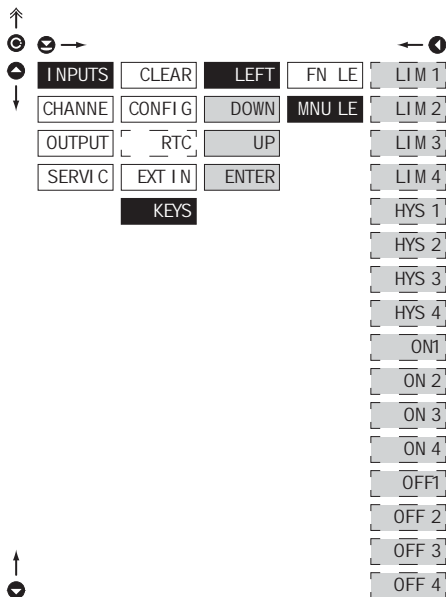 INPUTS CLEAR LEFT FN LE LIM 1
CHANNE CONFIG DOWN MNU LE LIM 2
OUTPUT RTC UP LIM 3
SERVIC EXT IN ENTER LIM 4
KEYS HYS 1
HYS 2
HYS 3
HYS 4
ON1
ON 2
ON 3
ON 4
OFF1
OFF 2
OFF 3
OFF 4